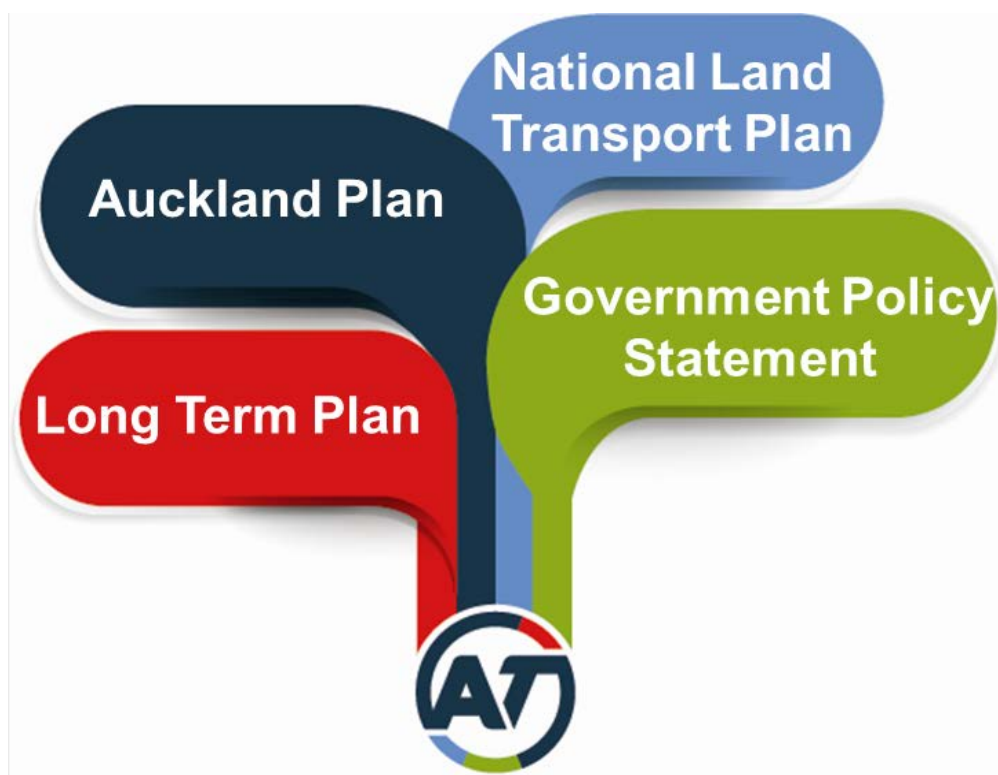 National Land
Transport Plan
Auckland Plan
Government Policy
Statement
Long Term Plan
AT